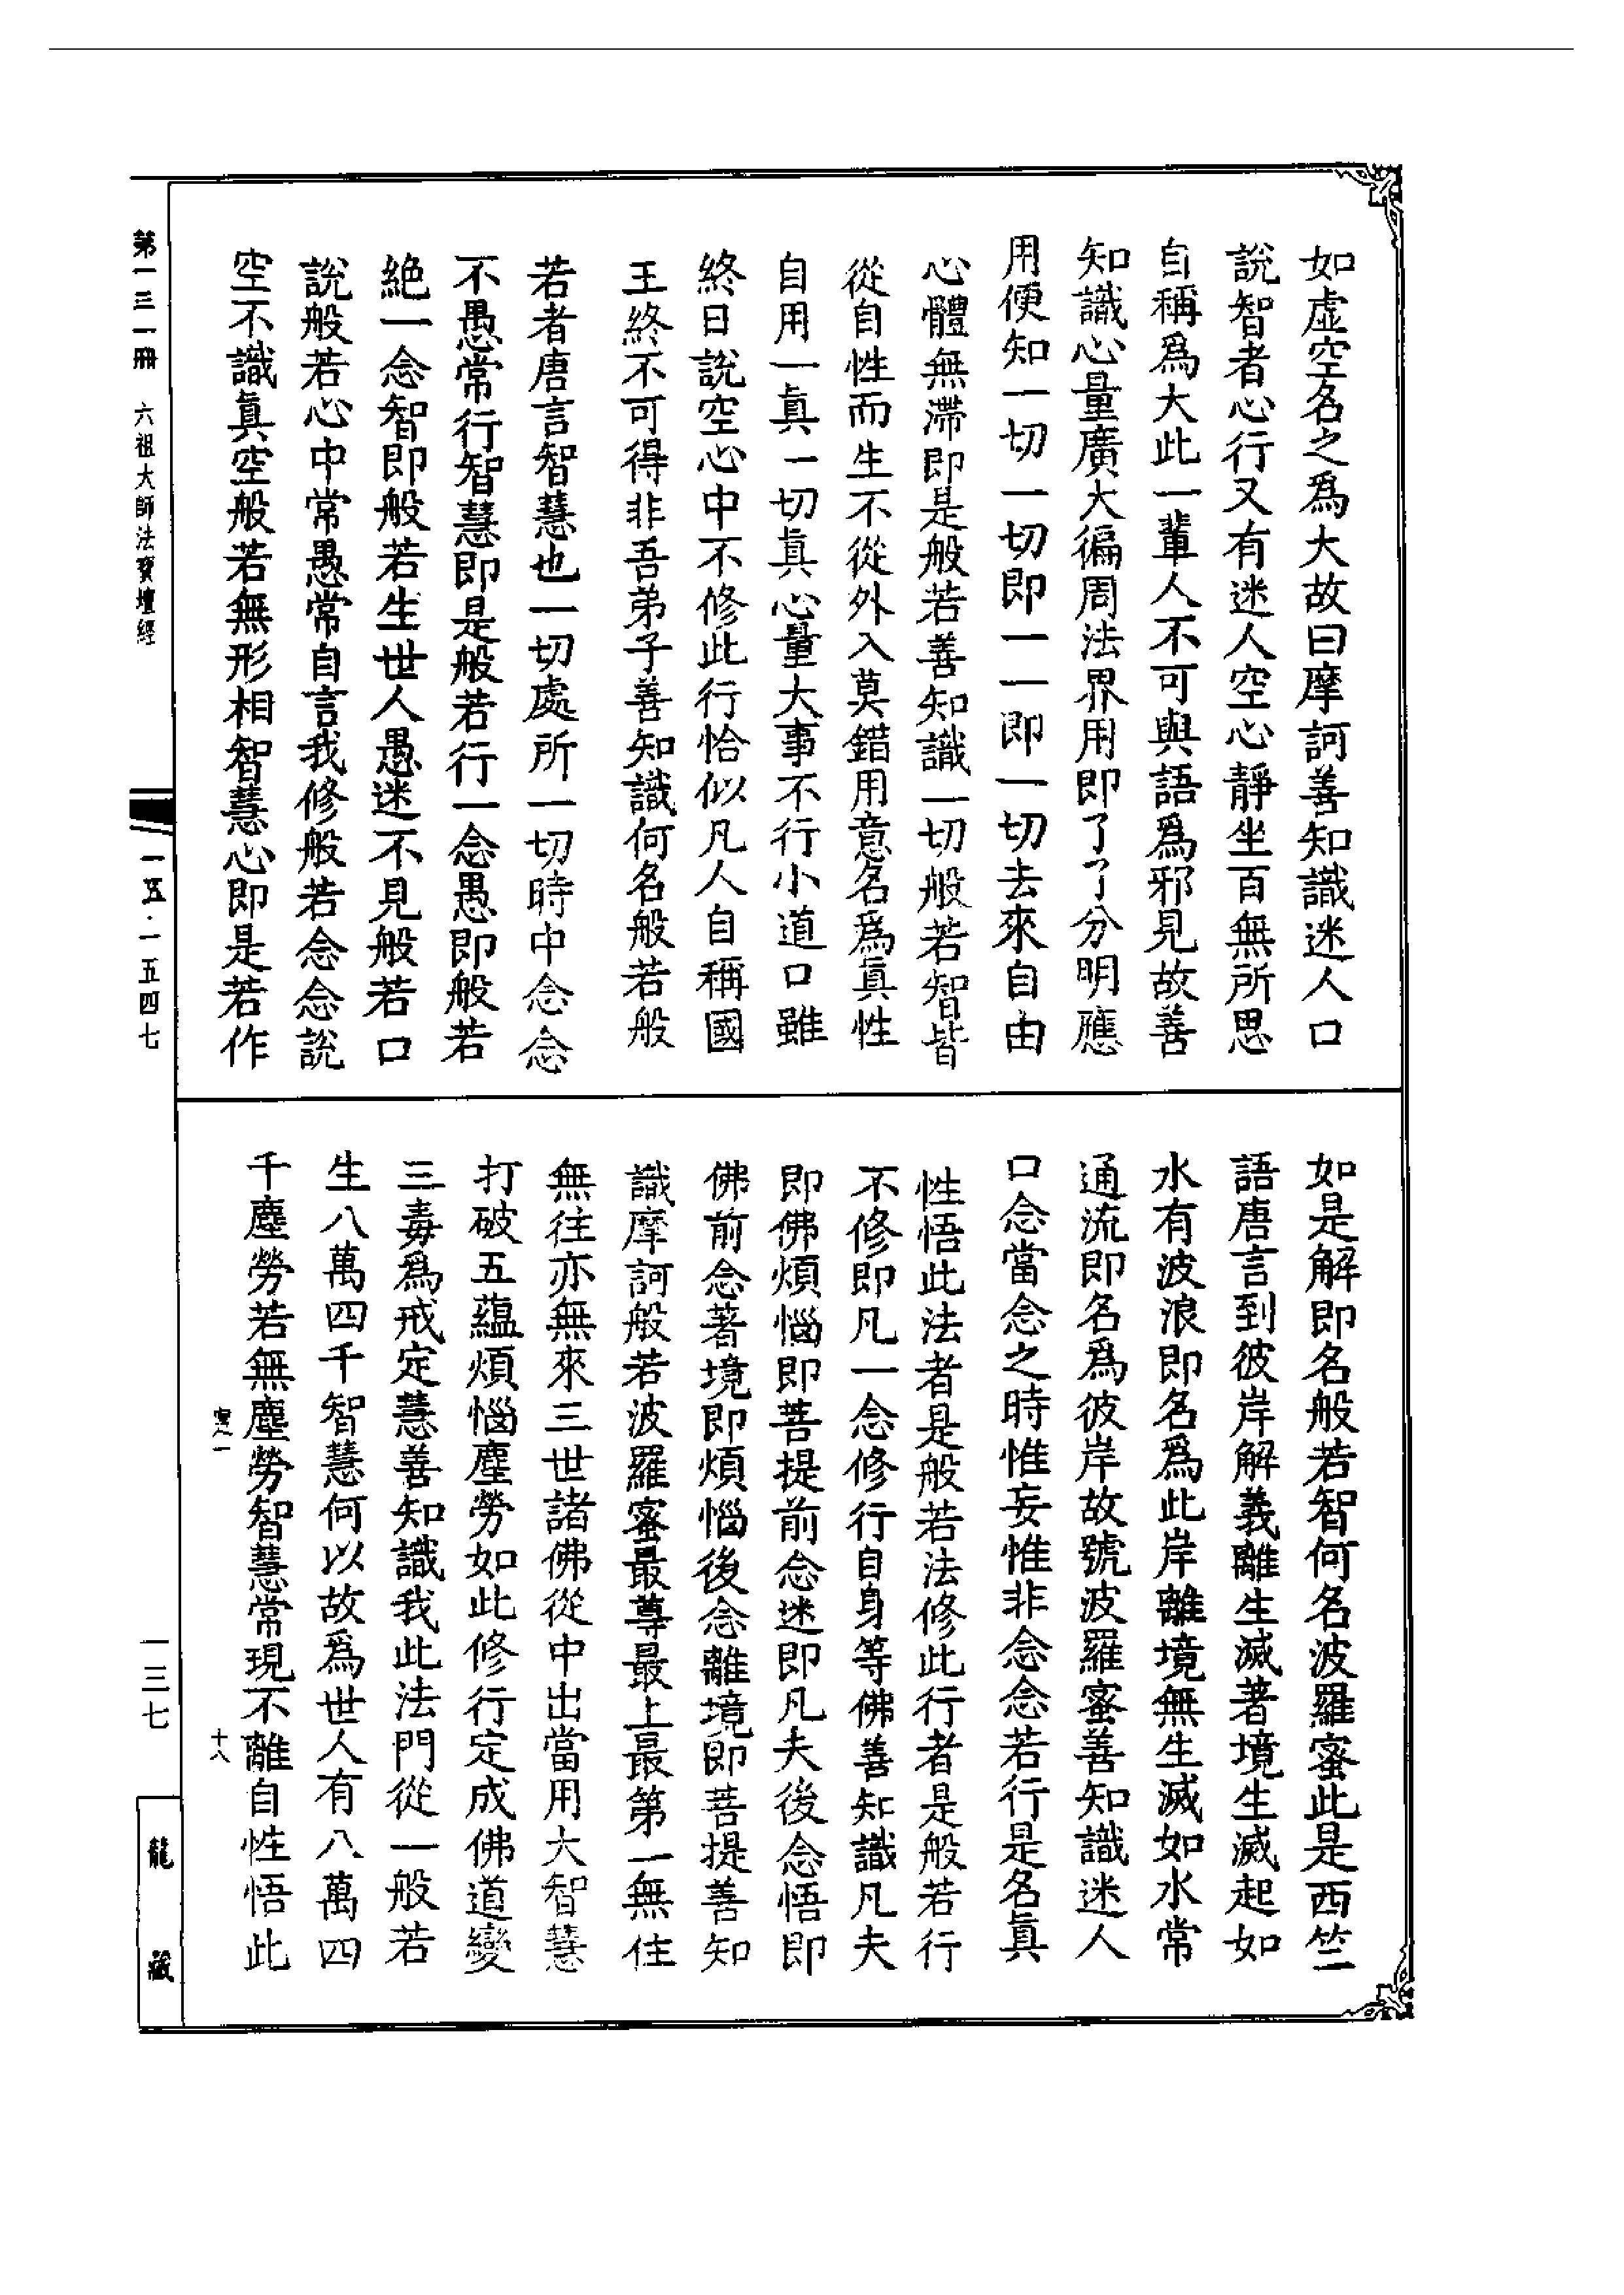 如虛空名之爲大故曰摩訶善知識迷人口
說智者心行又有迷人空心靜坐百無所思
自稱爲大此一輩人不可與語爲邪見故善
知識心量廣大徧周法界用即了了分明應
用便知一切一切即一一即一切去來自由
心體無滯即是般若善知識一切般若智皆
從自性而生不從外入莫錯用意名爲真性
自用一眞一切眞心量大事不行小道口雖
終日說空心中不修此行恰似凡人自稱國
王終不可得非吾弟子善知識何名般若般
若者唐言智慧也一切處所一切時中念念
不愚常行智慧即是般若行一念愚即般若
絶一念智即般若生世人愚迷不見般若口
說般若心中常愚常自言我修般若念念說
空不識真空般若無形相智慧心即是若作
如是解即名般若智何名波羅蜜此是西竺
語唐言到彼岸解義離生滅著境生滅起如
水有波浪即名爲此岸離境無生滅如水常
通流即名爲彼岸故號波羅蜜善知識迷人
口念當念之時惟妄惟非念念若行是名眞
性悟此法者是般若法修此行者是般若行
不修即凡一念修行自身等佛善知識凡夫
即佛煩惱即菩提前念迷即凡夫後念悟即
佛前念著境即煩惱後念離境即菩提善知
識摩訶般若波羅蜜最尊最上最第一無住
無往亦無來三世諸佛從中出當用大智慧
打破五蘊煩惱塵勞如此修行定成佛道變
三毒爲戒定慧善知識我此法門從一般若
生八萬四千智慧何以故爲世人有八萬四
千塵勞若無塵勞智慧常現不離自性悟此
十八
第一三一冊 六祖大師法寶壇經
一五·一五四七
一三七
龍藏